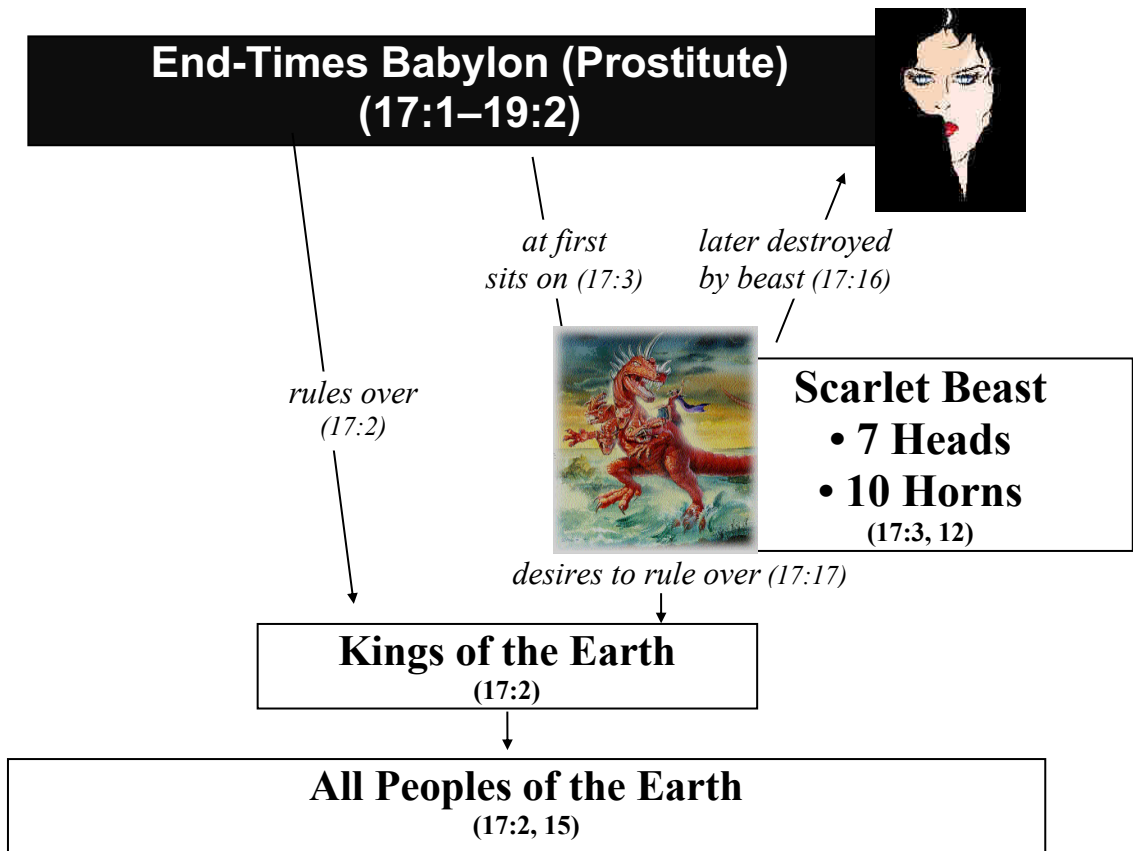 End-Times Babylon (Prostitute)
(17:1–19:2)
at first
sits on (17:3)
later destroyed
by beast (17:16)
rules over
(17:2)
Scarlet Beast
• 7 Heads
• 10 Horns
(17:3, 12)
desires to rule over (17:17)
Kings of the Earth
(17:2)
All Peoples of the Earth
(17:2, 15)